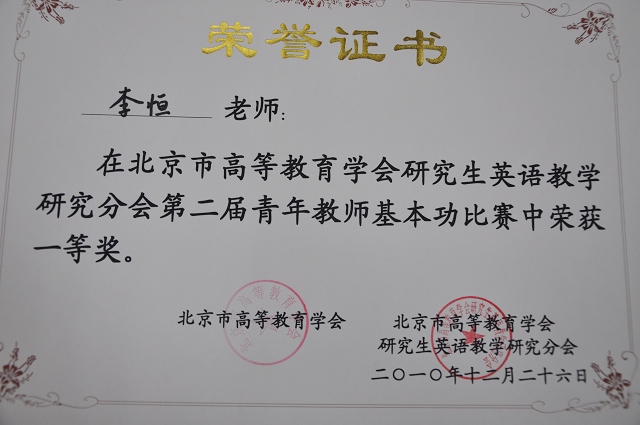 荣誉证书
李恒 老师:
在北京市高等教育学会研究生英语教学
研究分会第二届青年教师基本功比赛中荣获
一等奖。
北京市高等教育学会
北京市高等教育学会
研究生英语教学研究分会
二〇一〇年十二月二十六日